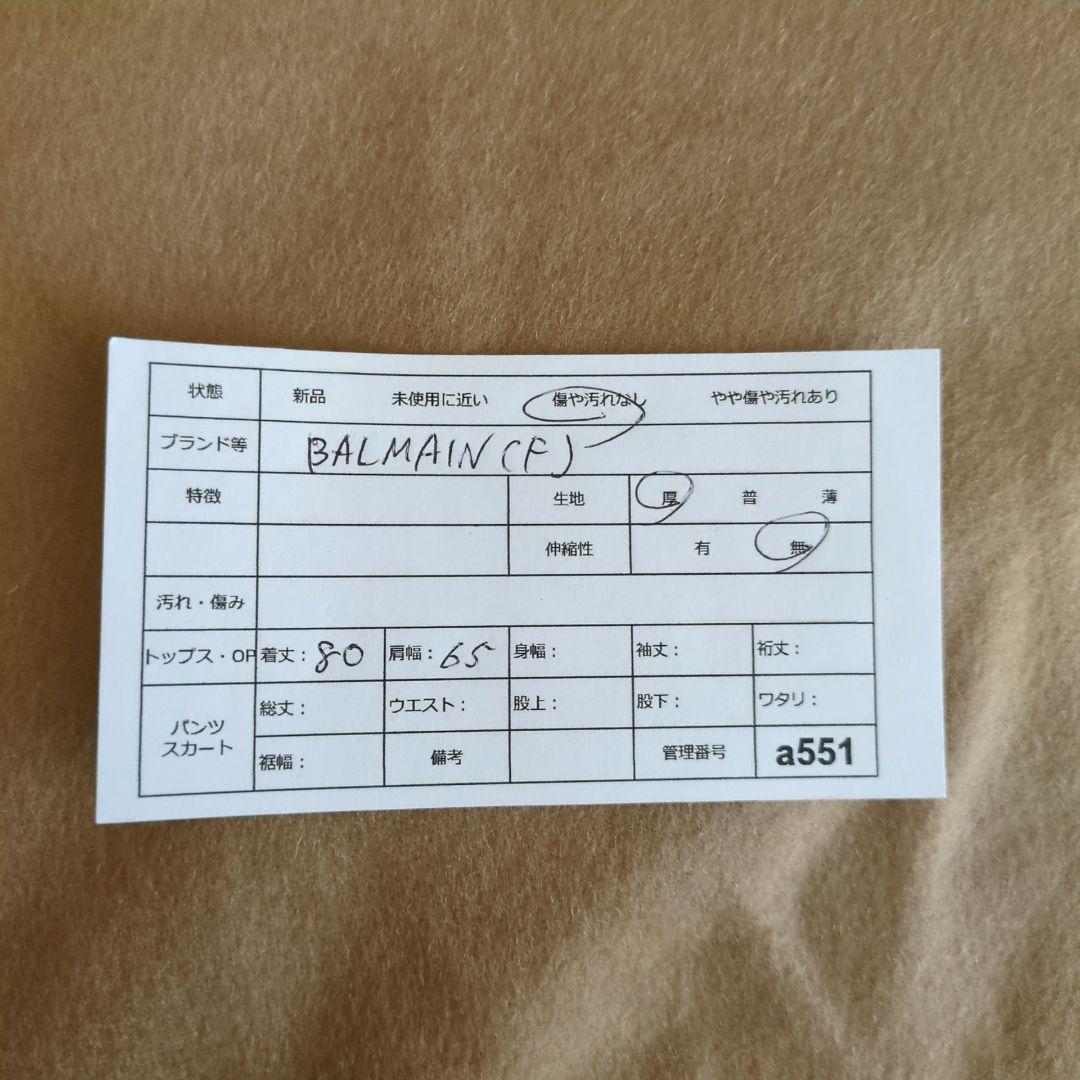 状態 新品 未使用に近い 傷や汚れなし やや傷や汚れあり
ブランド等 BALMAIN (F)
特徴 生地 厚 普 薄
伸縮性 有 無
汚れ・傷み
トップス・OP 着丈：80 肩幅：65 身幅： 袖丈： 裄丈：
パンツ スカート 総丈： ウエスト： 股上： 股下： ワタリ：
裾幅： 備考 管理番号 a551